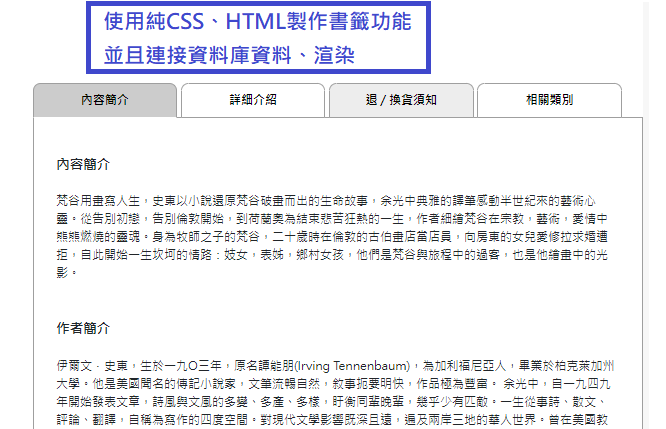 使用純CSS、HTML製作書籤功能
並且連接資料庫資料、渲染
內容簡介 詳細介紹 退 / 換貨須知 相關類別
內容簡介
梵谷用畫寫人生，史東以小說還原梵谷破畫而出的生命故事，余光中典雅的譯筆感動半世紀來的藝術心
靈。從告別初戀，告別倫敦開始，到荷蘭奧為結束悲苦狂熱的一生，作者細繪梵谷在宗教，藝術，愛情中
熊熊燃燒的靈魂。身為牧師之子的梵谷，二十歲時在倫敦的古伯畫店當店員，向房東的女兒愛修拉求婚遭
拒，自此開始一生坎坷的情路：妓女，表姊，鄉村女孩，他們是梵谷與旅程中的過客，也是他繪畫中的光
影。
作者簡介
伊爾文．史東，生於一九〇三年，原名譚能朋(Irving Tennenbaum)，為加利福尼亞人，畢業於柏克萊加州
大學。他是美國聞名的傳記小說家，文筆流暢自然，敘事扼要明快，作品極為豐富。 余光中，自一九四九
年開始發表文章，詩風與文風的多變、多產、多樣，盱衡同輩晚輩，幾乎少有匹敵。一生從事詩、散文、
評論、翻譯，自稱為寫作的四度空間。對現代文學影響既深且遠，遍及兩岸三地的華人世界。曾在美國教